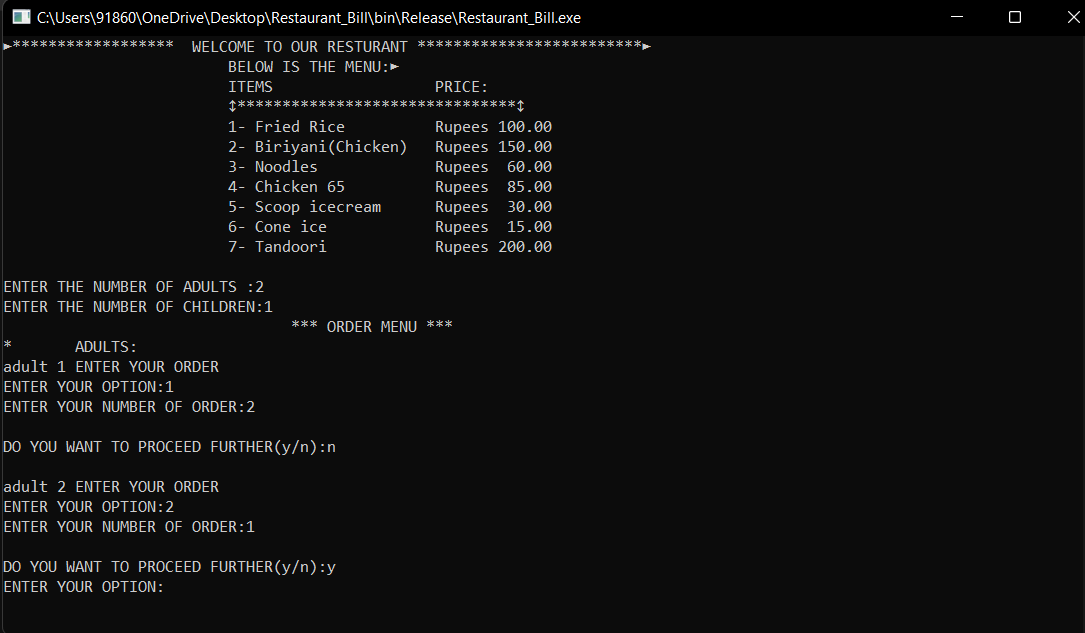 C:\Users\91860\OneDrive\Desktop\Restaurant_Bill\bin\Release\Restaurant_Bill.exe
►****************** WELCOME TO OUR RESTURANT *************************►
BELOW IS THE MENU:►
ITEMS PRICE:
↕*******************************↕
1- Fried Rice Rupees 100.00
2- Biriyani(Chicken) Rupees 150.00
3- Noodles Rupees 60.00
4- Chicken 65 Rupees 85.00
5- Scoop icecream Rupees 30.00
6- Cone ice Rupees 15.00
7- Tandoori Rupees 200.00
ENTER THE NUMBER OF ADULTS :2
ENTER THE NUMBER OF CHILDREN:1
*** ORDER MENU ***
* ADULTS:
adult 1 ENTER YOUR ORDER
ENTER YOUR OPTION:1
ENTER YOUR NUMBER OF ORDER:2
DO YOU WANT TO PROCEED FURTHER(y/n):n
adult 2 ENTER YOUR ORDER
ENTER YOUR OPTION:2
ENTER YOUR NUMBER OF ORDER:1
DO YOU WANT TO PROCEED FURTHER(y/n):y
ENTER YOUR OPTION: